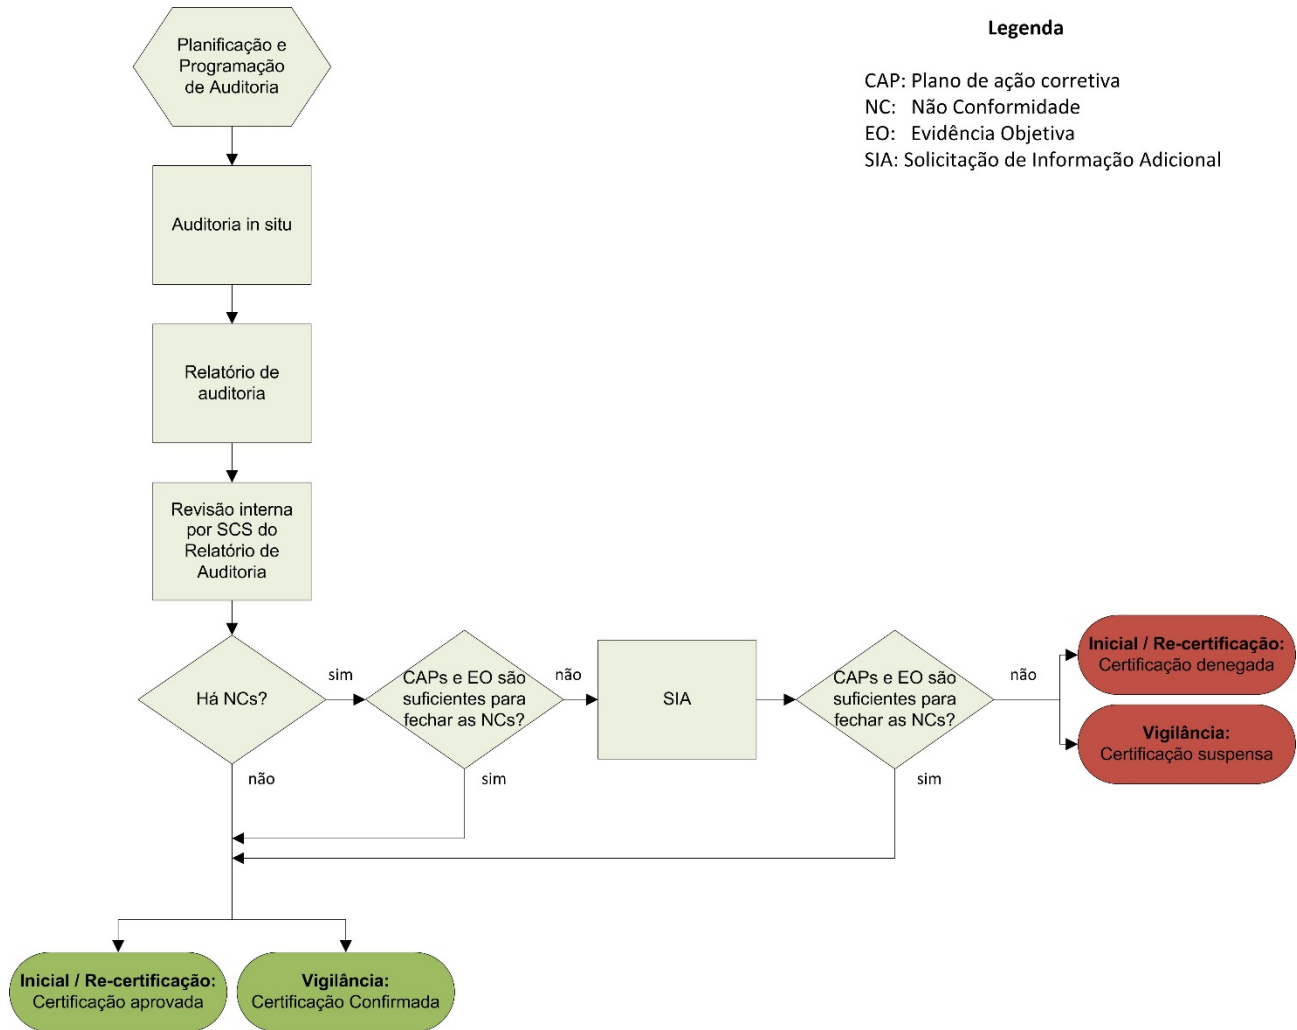 Planificação e
Programação
de Auditoria
Legenda
CAP: Plano de ação corretiva
NC: Não Conformidade
EO: Evidência Objetiva
SIA: Solicitação de Informação Adicional
Auditoria in situ
Relatório de
auditoria
Revisão interna
por SCS do
Relatório de
Auditoria
Há NCs?
sim
não
CAPs e EO são
suficientes para
fechar as NCs?
não
sim
SIA
CAPs e EO são
suficientes para
fechar as NCs?
não
sim
Inicial / Re-certificação:
Certificação denegada
Vigilância:
Certificação suspensa
Inicial / Re-certificação:
Certificação aprovada
Vigilância:
Certificação Confirmada